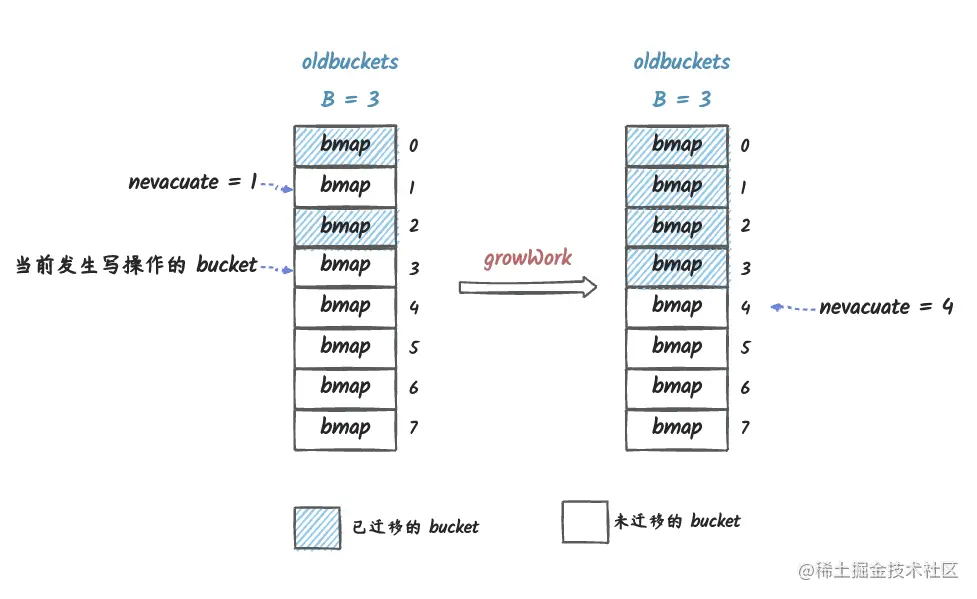 oldbuckets
B = 3
bmap 0
nevacuate = 1
bmap 1
bmap 2
当前发生写操作的 bucket
bmap 3
bmap 4
bmap 5
bmap 6
bmap 7
growWork
oldbuckets
B = 3
bmap 0
bmap 1
bmap 2
bmap 3
bmap 4
nevacuate = 4
bmap 5
bmap 6
bmap 7
已迁移的 bucket
未迁移的 bucket
@稀土掘金技术社区